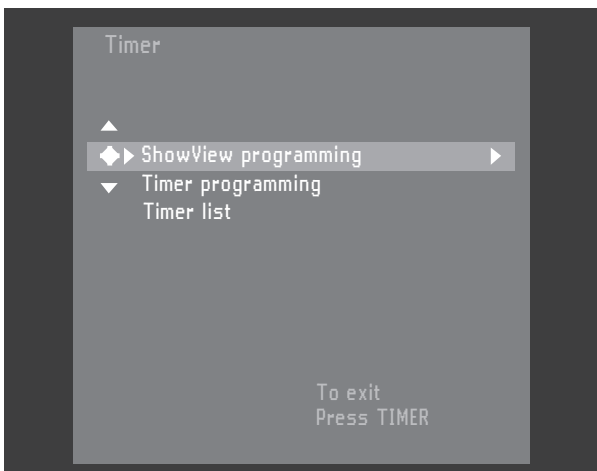 Timer
ShowView programming
Timer programming
Timer list
To exit
Press TIMER